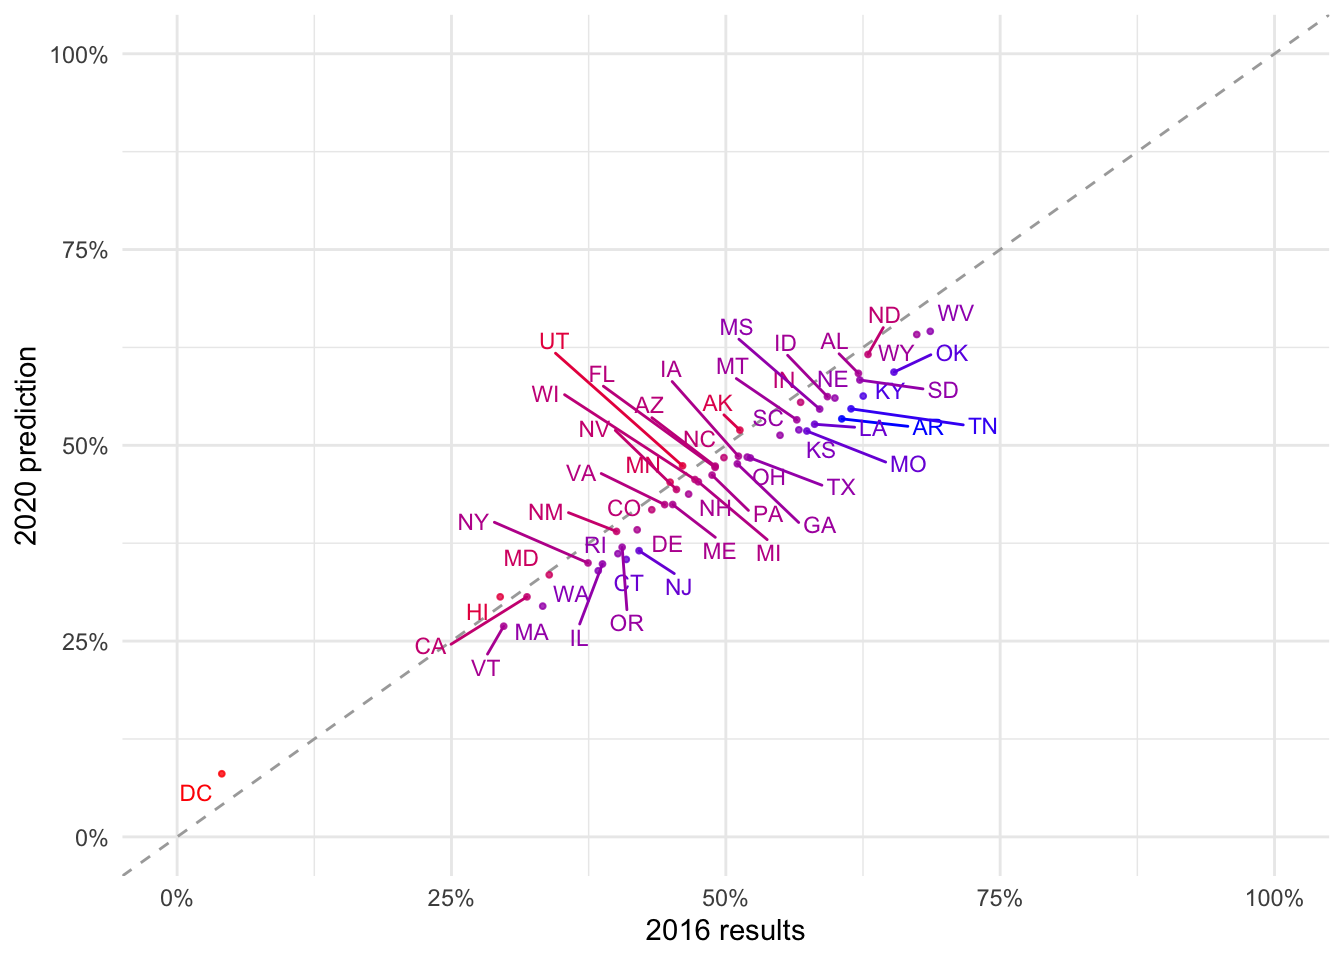 100%
75%
50%
25%
0%
2020 prediction
WV
ND
MS
UT
ID
AL
WY
OK
MT
IA
FL
IN
NE
KY
SD
WI
AZ
AK
SC
NV
NC
LA
AR
TN
KS
MO
MN
VA
OH
TX
CO
NH
PA
GA
NM
NY
RI
DE
ME
MI
MD
CT
NJ
WA
HI
OR
MA
IL
CA
VT
DC
0%
25%
50%
75%
100%
2016 results